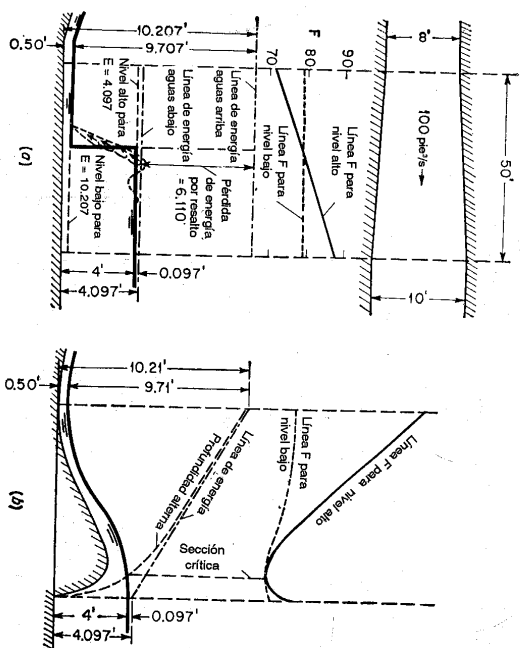 8'
100 pie³/s
50'
10'
F
90
80
70
Línea F para
nivel alto
Línea F para
nivel bajo
10.207'
9.707'
0.50'
Línea de energía
aguas arriba
Línea de energía
aguas abajo
Nivel alto para
E = 4.097
Pérdida
de energía
por resalto
= 6.110'
Nivel bajo para
E = 10.207
4'
0.097'
4.097'
(a)
Línea F para nivel alto
Línea F para
nivel bajo
10.21'
9.71'
0.50'
Línea de energía
Profundidad alterna
Sección
crítica
4'
0.097'
4.097'
(b)